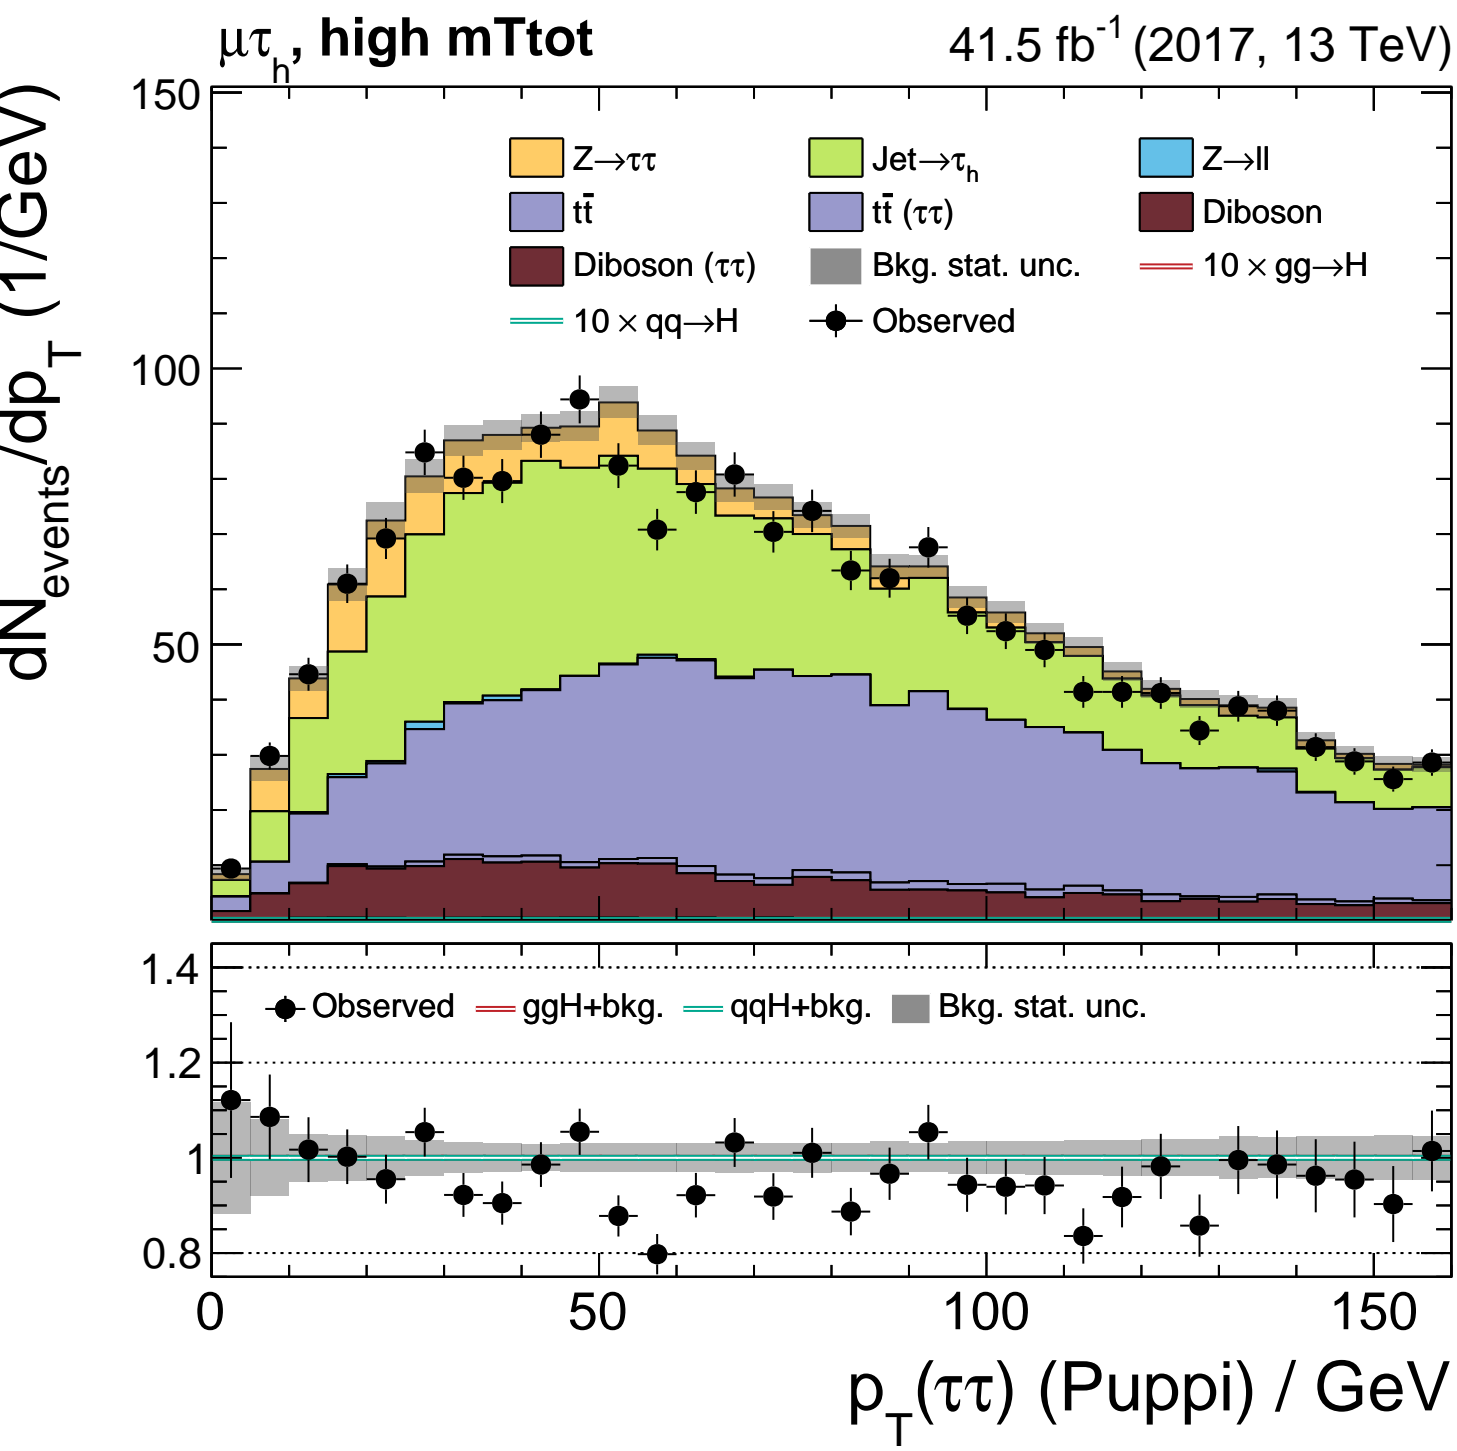 μτh, high mTtot 41.5 fb-1 (2017, 13 TeV)
dNevents/dpT (1/GeV)
150
100
50
Z→ττ Jet→τh Z→ll
tt̄ tt̄ (ττ) Diboson
Diboson (ττ) Bkg. stat. unc. 10 × gg→H
10 × qq→H Observed
1.4
1.2
1
0.8
Observed ggH+bkg. qqH+bkg. Bkg. stat. unc.
0 50 100 150
pT(ττ) (Puppi) / GeV